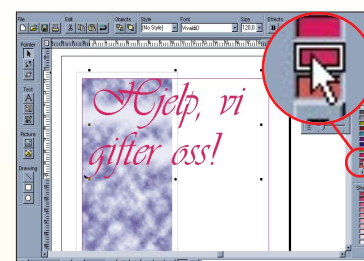 File Edit Objects Style Font Size Effects
[No Style] VivaldiD 120,0 B
Pointer
Text
A
Picture
Drawing
Hjelp, vi
gifter oss!